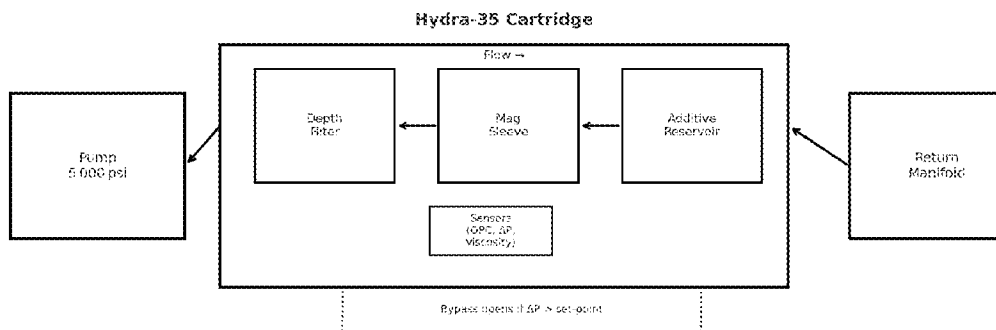 Hydra-35 Cartridge
Flow →
Depth
Filter
Mag
Sleeve
Additive
Reservoir
Pump
5 000 psi
Return
Manifold
Sensors
(OPC, ΔP,
Viscosity)
Bypass opens if ΔP > set-point